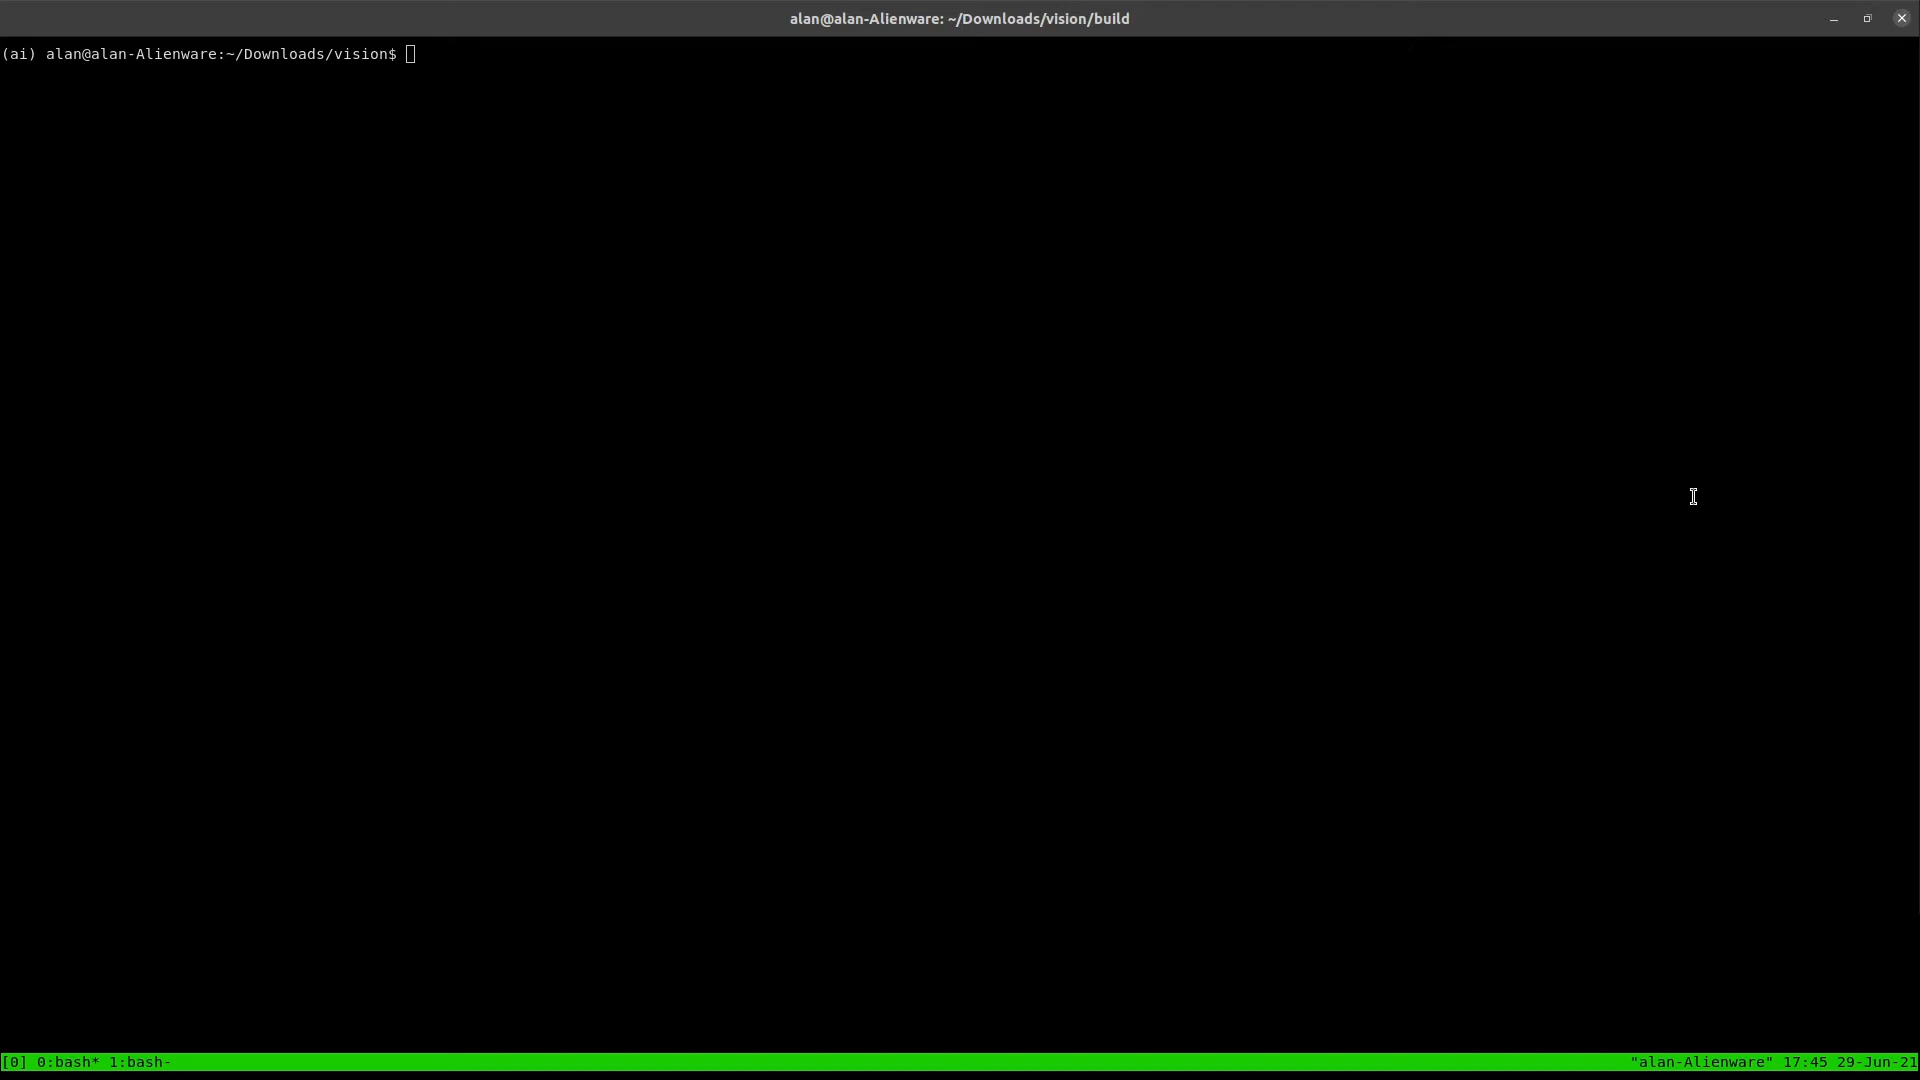 alan@alan-Alienware: ~/Downloads/vision/build
(ai) alan@alan-Alienware:~/Downloads/vision$
[0] 0:bash* 1:bash- "alan-Alienware" 17:45 29-Jun-21